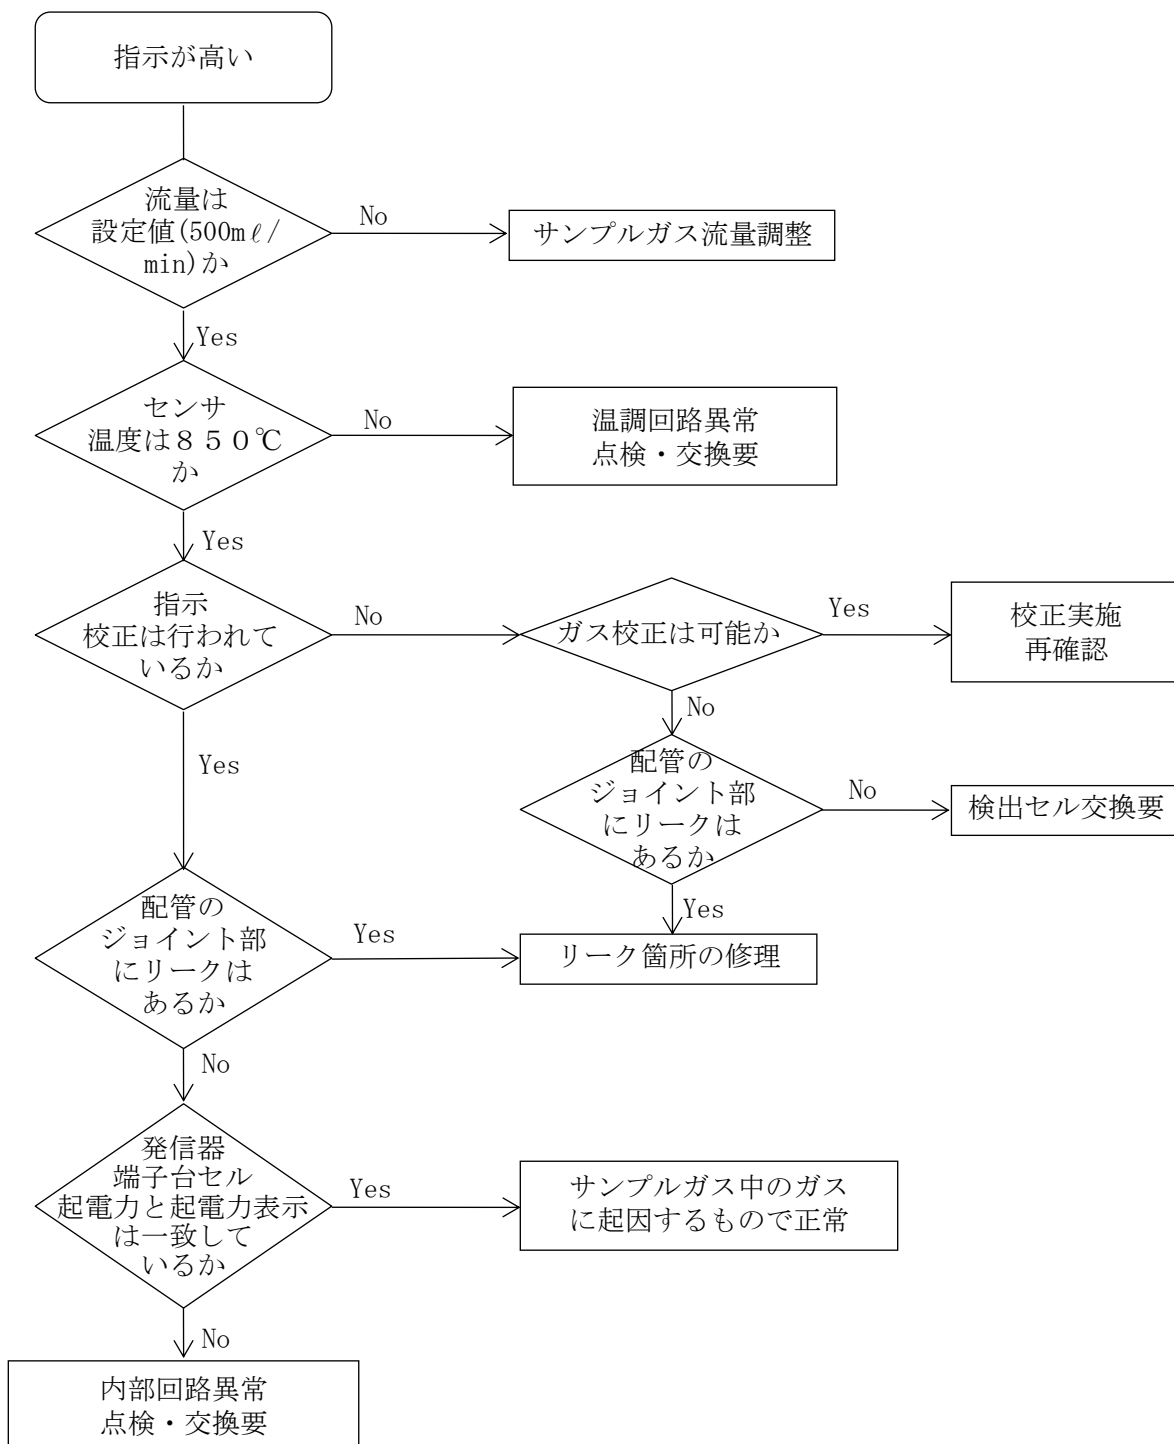 指示が高い
流量は
設定値(500mℓ/
min)か
No
サンプルガス流量調整
Yes
センサ
温度は８５０℃
か
No
温調回路異常
点検・交換要
Yes
指示
校正は行われて
いるか
No
ガス校正は可能か
Yes
校正実施
再確認
No
Yes
配管の
ジョイント部
にリークは
あるか
No
検出セル交換要
Yes
配管の
ジョイント部
にリークは
あるか
Yes
リーク箇所の修理
No
発信器
端子台セル
起電力と起電力表示
は一致して
いるか
Yes
サンプルガス中のガス
に起因するもので正常
No
内部回路異常
点検・交換要